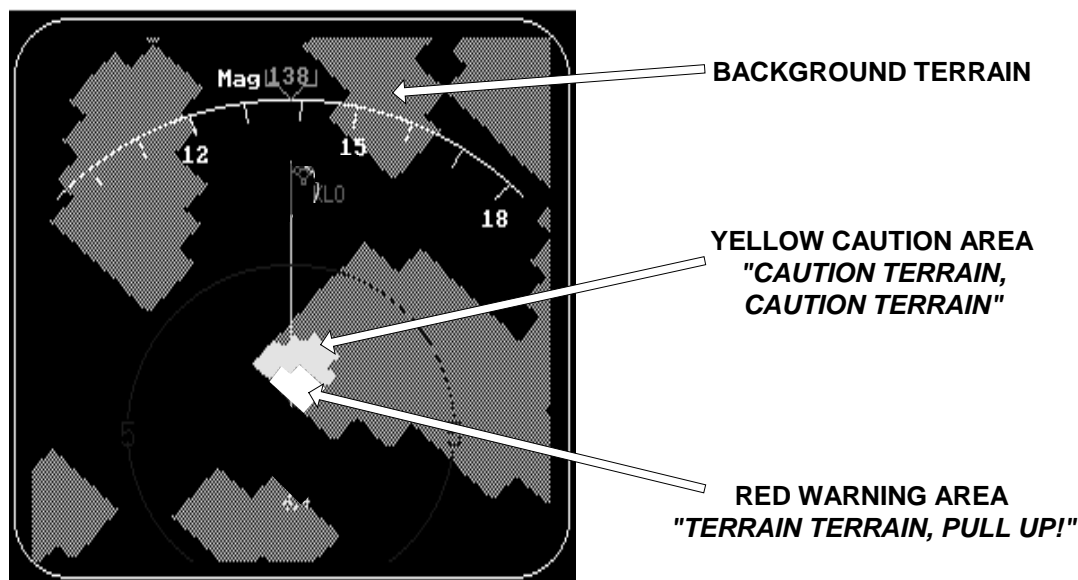 Mag 138
12
15
18
KLO
5
BACKGROUND TERRAIN
YELLOW CAUTION AREA
"CAUTION TERRAIN,
CAUTION TERRAIN"
RED WARNING AREA
"TERRAIN TERRAIN, PULL UP!"